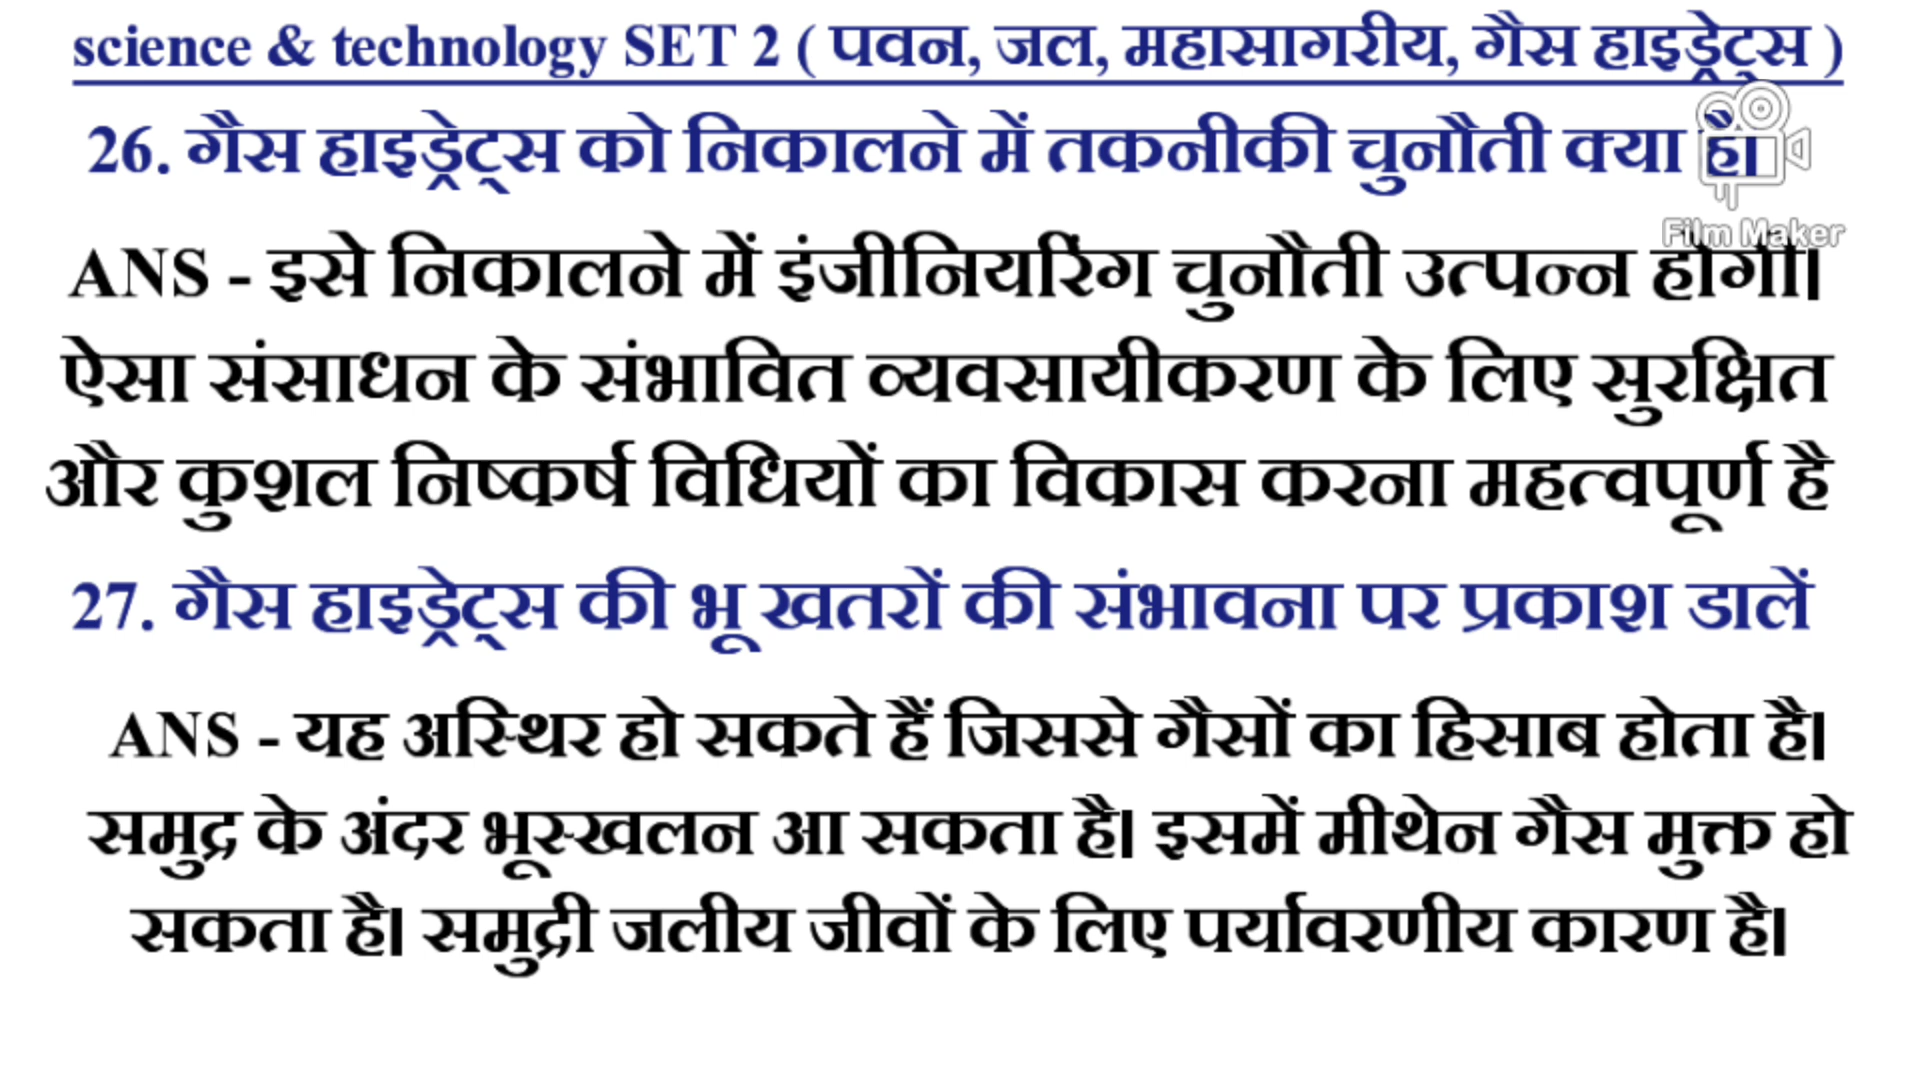 science & technology SET 2 ( पवन, जल, महासागरीय, गैस हाइड्रेट्स )
26. गैस हाइड्रेट्स को निकालने में तकनीकी चुनौती क्या है।
Film Maker
ANS - इसे निकालने में इंजीनियरिंग चुनौती उत्पन्न होगी।
ऐसा संसाधन के संभावित व्यवसायीकरण के लिए सुरक्षित
और कुशल निष्कर्ष विधियों का विकास करना महत्वपूर्ण है
27. गैस हाइड्रेट्स की भू खतरों की संभावना पर प्रकाश डालें
ANS - यह अस्थिर हो सकते हैं जिससे गैसों का हिसाब होता है।
समुद्र के अंदर भूस्खलन आ सकता है। इसमें मीथेन गैस मुक्त हो
सकता है। समुद्री जलीय जीवों के लिए पर्यावरणीय कारण है।